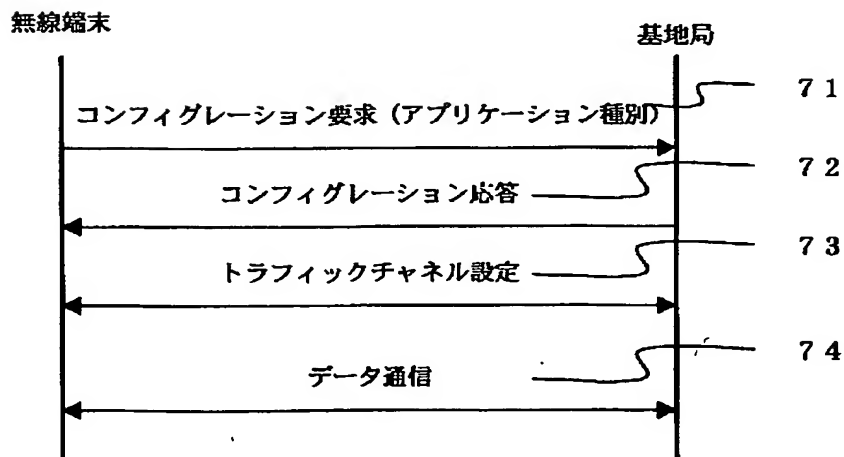 無線端末
基地局
コンフィグレーション要求（アプリケーション種別）
７１
コンフィグレーション応答
７２
トラフィックチャネル設定
７３
データ通信
７４